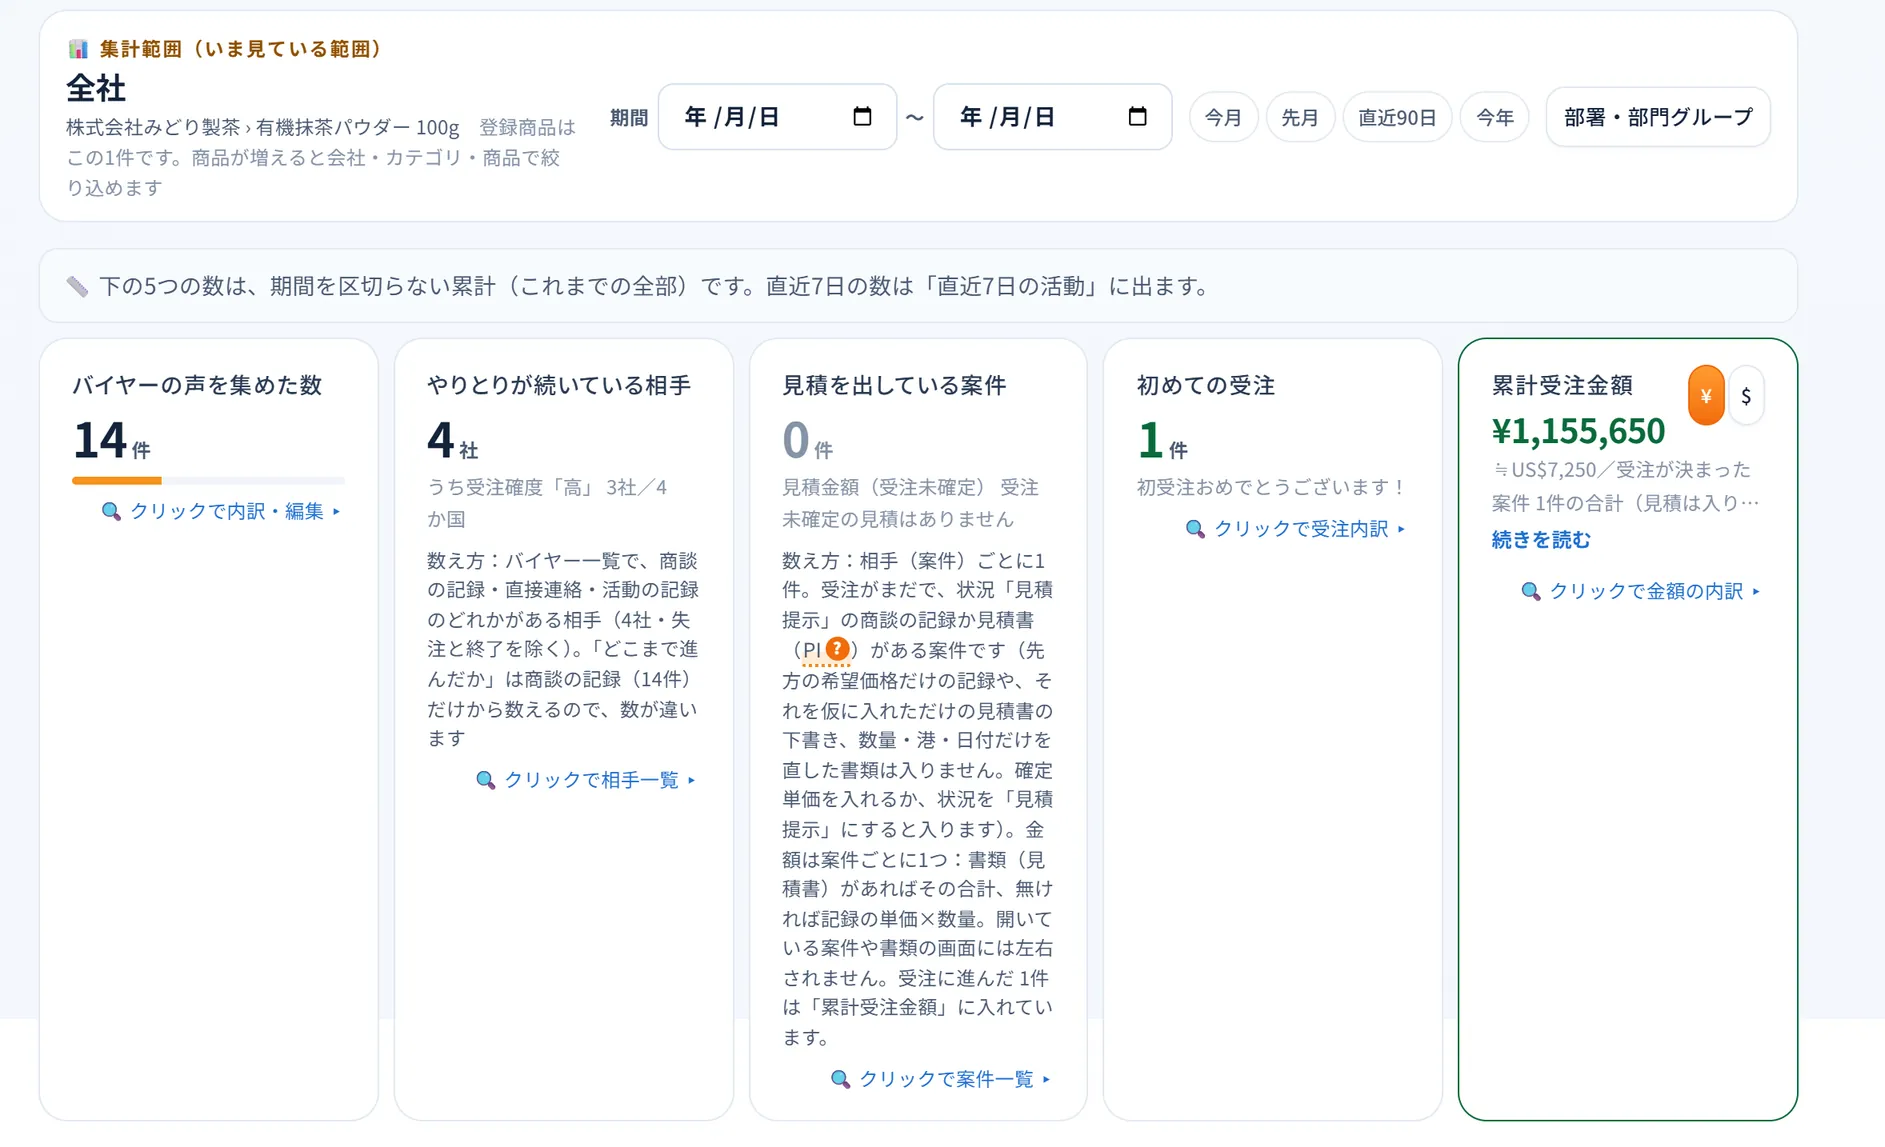 集計範囲（いま見ている範囲）
全社
株式会社みどり製茶 › 有機抹茶パウダー 100g 登録商品は
この1件です。商品が増えると会社・カテゴリ・商品で絞
り込めます
期間 年 /月/日 ～ 年 /月/日 今月 先月 直近90日 今年 部署・部門グループ
下の5つの数は、期間を区切らない累計（これまでの全部）です。直近7日の数は「直近7日の活動」に出ます。
バイヤーの声を集めた数
14件
クリックで内訳・編集 ▸
やりとりが続いている相手
4社
うち受注確度「高」 3社／4
か国
数え方：バイヤー一覧で、商談
の記録・直接連絡・活動の記録
のどれかがある相手（4社・失
注と終了を除く）。「どこまで進
んだか」は商談の記録（14件）
だけから数えるので、数が違い
ます
クリックで相手一覧 ▸
見積を出している案件
0件
見積金額（受注未確定） 受注
未確定の見積はありません
数え方：相手（案件）ごとに1
件。受注がまだで、状況「見積
提示」の商談の記録か見積書
（PI ?）がある案件です（先
方の希望価格だけの記録や、そ
れを仮に入れただけの見積書の
下書き、数量・港・日付だけを
直した書類は入りません。確定
単価を入れるか、状況を「見積
提示」にすると入ります）。金
額は案件ごとに1つ：書類（見
積書）があればその合計、無け
れば記録の単価×数量。開いて
いる案件や書類の画面には左右
されません。受注に進んだ 1件
は「累計受注金額」に入れてい
ます。
クリックで案件一覧 ▸
初めての受注
1件
初受注おめでとうございます！
クリックで受注内訳 ▸
累計受注金額
¥ $
¥1,155,650
≒US$7,250／受注が決まった
案件 1件の合計（見積は入り…
続きを読む
クリックで金額の内訳 ▸